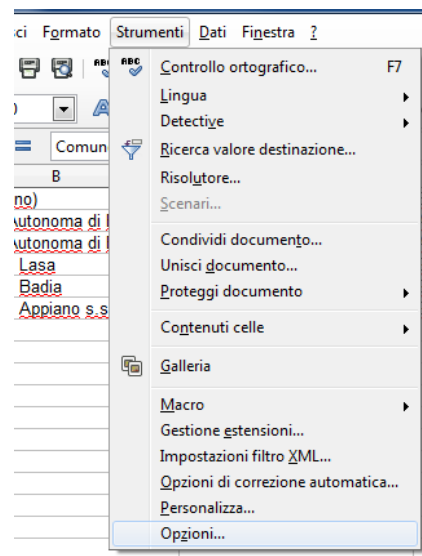 ci Formato Strumenti Dati Finestra ?
ABC Controllo ortografico... F7
Lingua
Detective
Comun
Ricerca valore destinazione...
B
Risolutore...
no)
Scenari...
utonoma di
utonoma di
Condividi documento...
Lasa
Unisci documento...
Badia
Proteggi documento
Appiano s.s
Contenuti celle
Galleria
Macro
Gestione estensioni...
Impostazioni filtro XML...
Opzioni di correzione automatica...
Personalizza...
Opzioni...